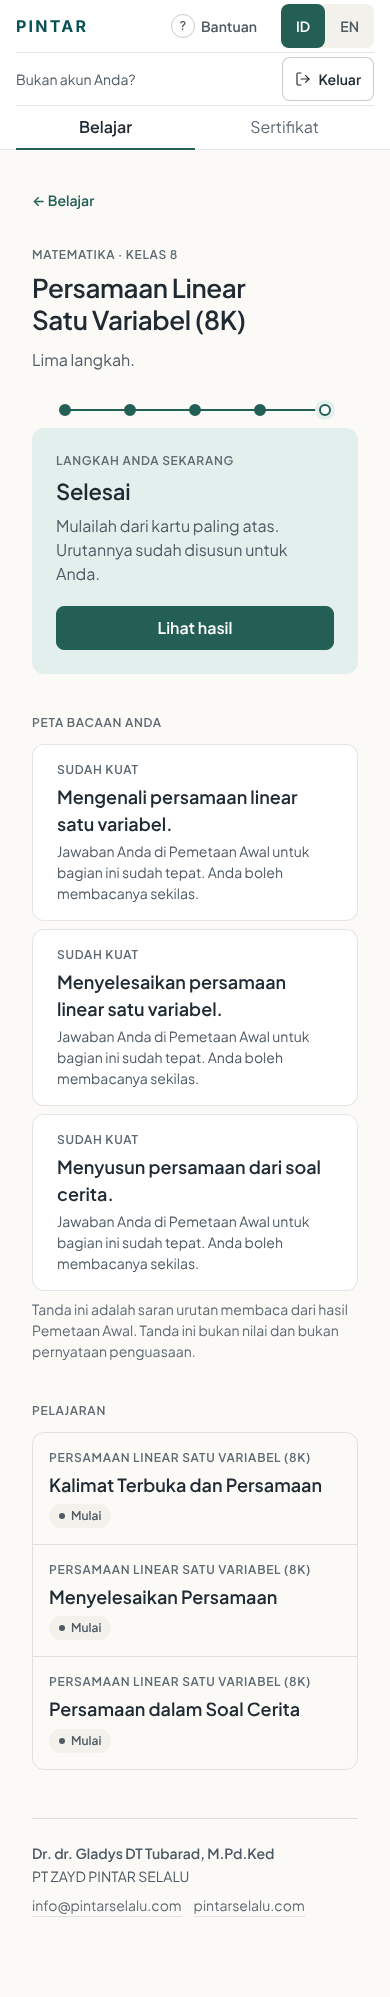 PINTAR
? Bantuan ID EN
Bukan akun Anda?
Keluar
Belajar Sertifikat
← Belajar
MATEMATIKA · KELAS 8
Persamaan Linear
Satu Variabel (8K)
Lima langkah.
LANGKAH ANDA SEKARANG
Selesai
Mulailah dari kartu paling atas.
Urutannya sudah disusun untuk
Anda.
Lihat hasil
PETA BACAAN ANDA
SUDAH KUAT
Mengenali persamaan linear
satu variabel.
Jawaban Anda di Pemetaan Awal untuk
bagian ini sudah tepat. Anda boleh
membacanya sekilas.
SUDAH KUAT
Menyelesaikan persamaan
linear satu variabel.
Jawaban Anda di Pemetaan Awal untuk
bagian ini sudah tepat. Anda boleh
membacanya sekilas.
SUDAH KUAT
Menyusun persamaan dari soal
cerita.
Jawaban Anda di Pemetaan Awal untuk
bagian ini sudah tepat. Anda boleh
membacanya sekilas.
Tanda ini adalah saran urutan membaca dari hasil
Pemetaan Awal. Tanda ini bukan nilai dan bukan
pernyataan penguasaan.
PELAJARAN
PERSAMAAN LINEAR SATU VARIABEL (8K)
Kalimat Terbuka dan Persamaan
Mulai
PERSAMAAN LINEAR SATU VARIABEL (8K)
Menyelesaikan Persamaan
Mulai
PERSAMAAN LINEAR SATU VARIABEL (8K)
Persamaan dalam Soal Cerita
Mulai
Dr. dr. Gladys DT Tubarad, M.Pd.Ked
PT ZAYD PINTAR SELALU
info@pintarselalu.com pintarselalu.com